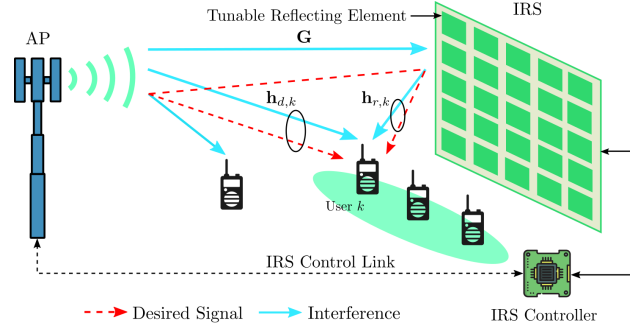 Tunable Reflecting Element
IRS
AP
G
h_{d,k}
h_{r,k}
User k
IRS Control Link
Desired Signal
Interference
IRS Controller